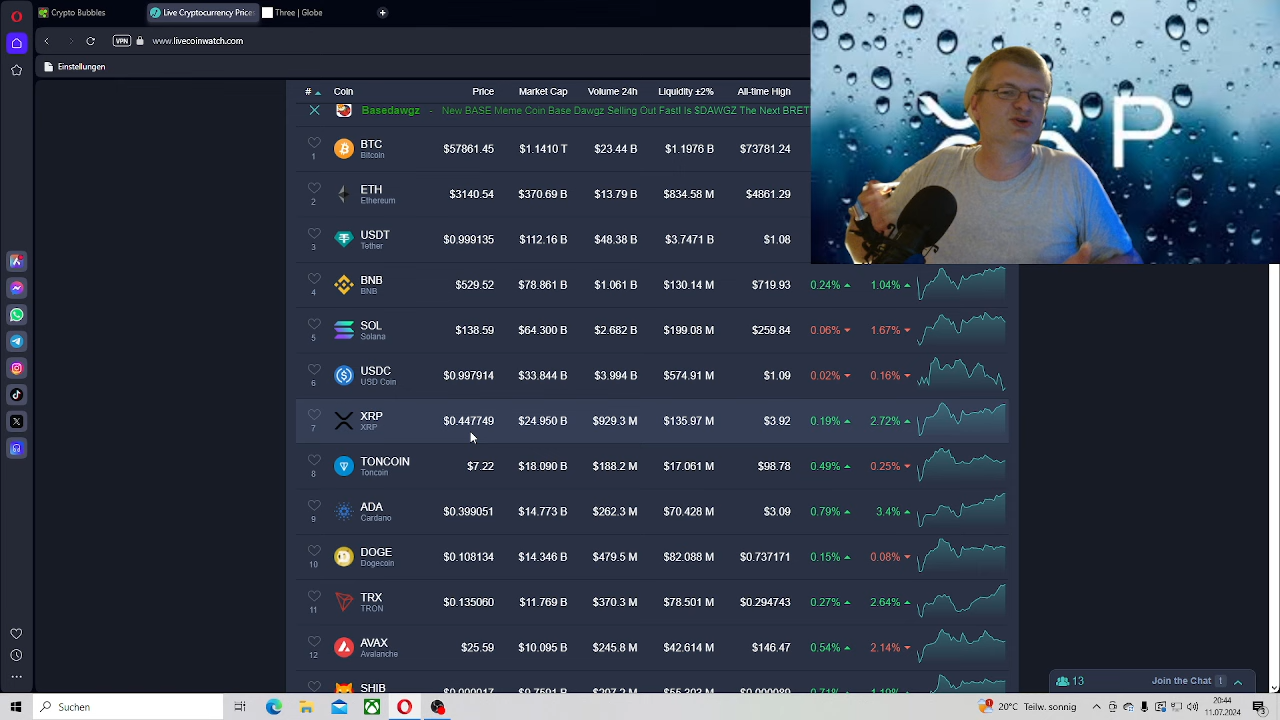 Crypto Bubbles
Live Cryptocurrency Price
Three | Globe
VPN www.livecoinwatch.com
Einstellungen
# Coin Price Market Cap Volume 24h Liquidity ±2% All-time High
Basedawgz - New BASE Meme Coin Base Dawgz Selling Out Fast! Is $DAWGZ The Next BRET
1 BTC Bitcoin $57861.45 $1.1410 T $23.44 B $1.1976 B $73781.24
2 ETH Ethereum $3140.54 $370.69 B $13.79 B $834.58 M $4861.29
3 USDT Tether $0.999135 $112.16 B $48.38 B $3.7471 B $1.08
4 BNB BNB $529.52 $78.861 B $1.061 B $130.14 M $719.93 0.24% 1.04%
5 SOL Solana $138.59 $64.300 B $2.682 B $199.08 M $259.84 0.06% 1.67%
6 USDC USD Coin $0.997914 $33.844 B $3.994 B $574.91 M $1.09 0.02% 0.16%
7 XRP XRP $0.447749 $24.950 B $929.3 M $135.97 M $3.92 0.19% 2.72%
8 TONCOIN Toncoin $7.22 $18.090 B $188.2 M $17.061 M $98.78 0.49% 0.25%
9 ADA Cardano $0.399051 $14.773 B $262.3 M $70.428 M $3.09 0.79% 3.4%
10 DOGE Dogecoin $0.108134 $14.346 B $479.5 M $82.088 M $0.737171 0.15% 0.08%
11 TRX TRON $0.135060 $11.769 B $370.3 M $78.501 M $0.294743 0.27% 2.64%
12 AVAX Avalanche $25.59 $10.095 B $245.8 M $42.614 M $146.47 0.54% 2.14%
SHIB
XRP
13 Join the Chat !
Suchen
20°C Teilw. sonnig
20:44
11.07.2024